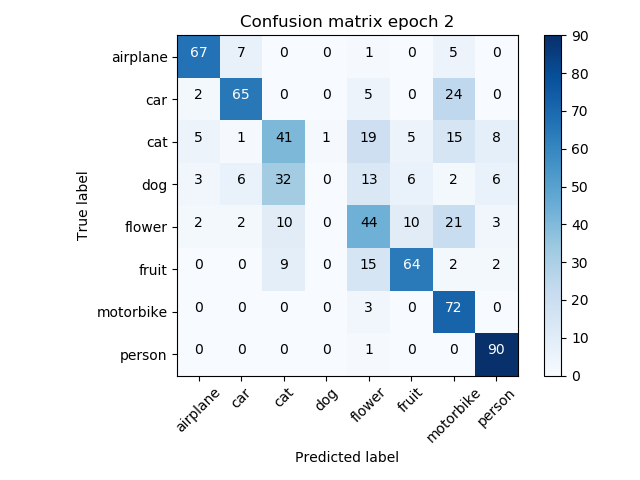 Confusion matrix epoch 2
airplane 67 7 0 0 1 0 5 0
car 2 65 0 0 5 0 24 0
cat 5 1 41 1 19 5 15 8
dog 3 6 32 0 13 6 2 6
flower 2 2 10 0 44 10 21 3
fruit 0 0 9 0 15 64 2 2
motorbike 0 0 0 0 3 0 72 0
person 0 0 0 0 1 0 0 90
airplane car cat dog flower fruit motorbike person
Predicted label
True label
90
80
70
60
50
40
30
20
10
0